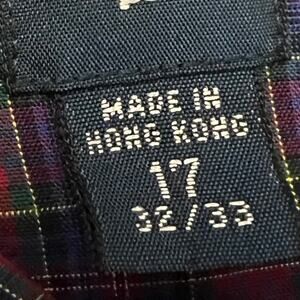 MADE IN
HONG KONG
17
32/33